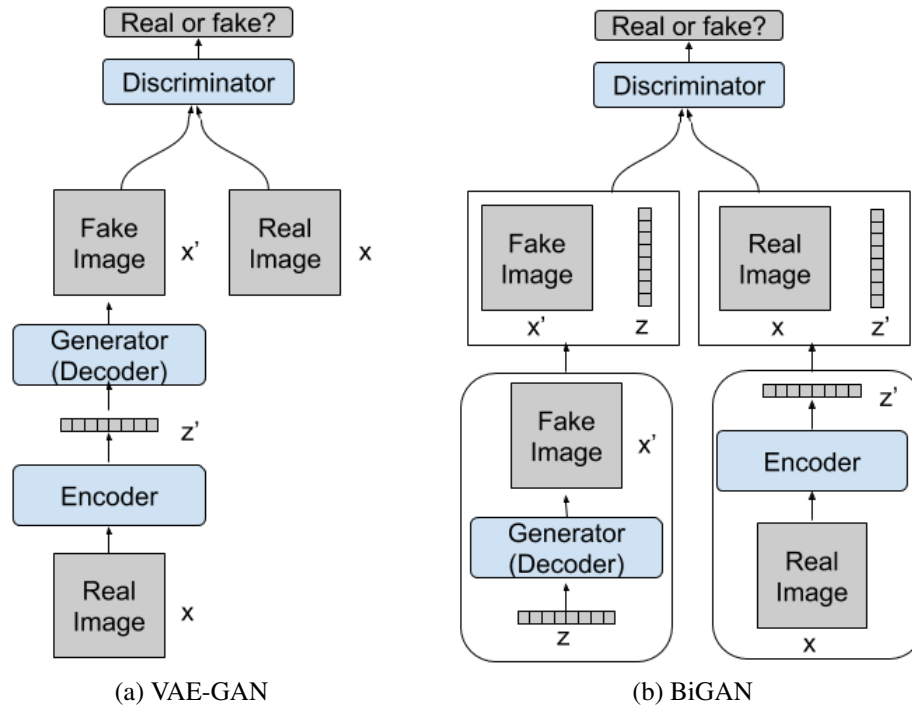 Real or fake?
Discriminator
Fake
Image
x'
Real
Image
x
Generator
(Decoder)
z'
Encoder
Real
Image
x
(a) VAE-GAN
Real or fake?
Discriminator
Fake
Image
x'
z
Real
Image
x
z'
Fake
Image
x'
Generator
(Decoder)
z
z'
Encoder
Real
Image
x
(b) BiGAN